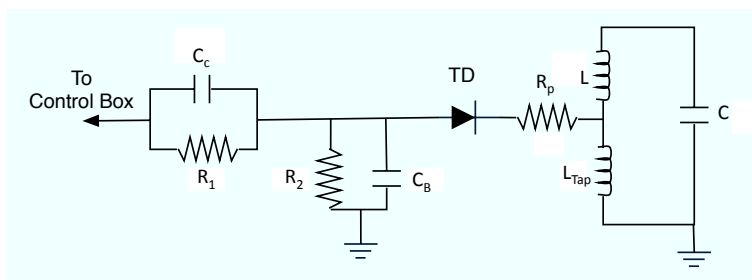 To
Control Box
C_c
R_1
R_2
C_B
TD
R_p
L
L_Tap
C